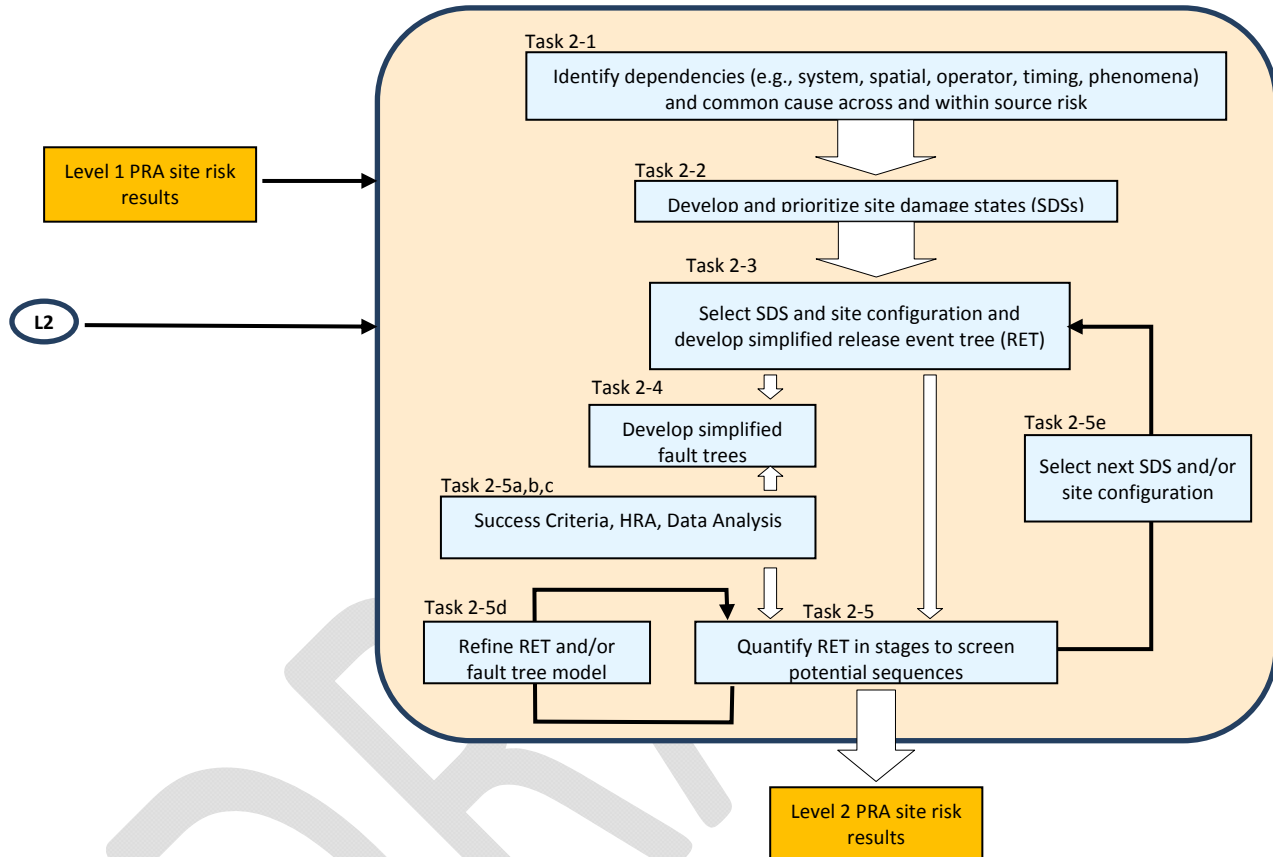 Task 2-1
Identify dependencies (e.g., system, spatial, operator, timing, phenomena)
and common cause across and within source risk
Level 1 PRA site risk
results
Task 2-2
Develop and prioritize site damage states (SDSs)
Task 2-3
Select SDS and site configuration and
develop simplified release event tree (RET)
L2
Task 2-4
Develop simplified
fault trees
Task 2-5e
Select next SDS and/or
site configuration
Task 2-5a,b,c
Success Criteria, HRA, Data Analysis
Task 2-5d
Refine RET and/or
fault tree model
Task 2-5
Quantify RET in stages to screen
potential sequences
Level 2 PRA site risk
results